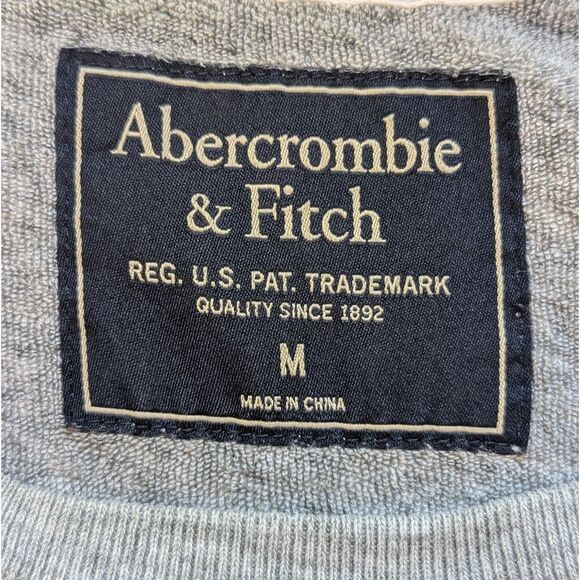 Abercrombie
& Fitch
REG. U.S. PAT. TRADEMARK
QUALITY SINCE 1892
M
MADE IN CHINA